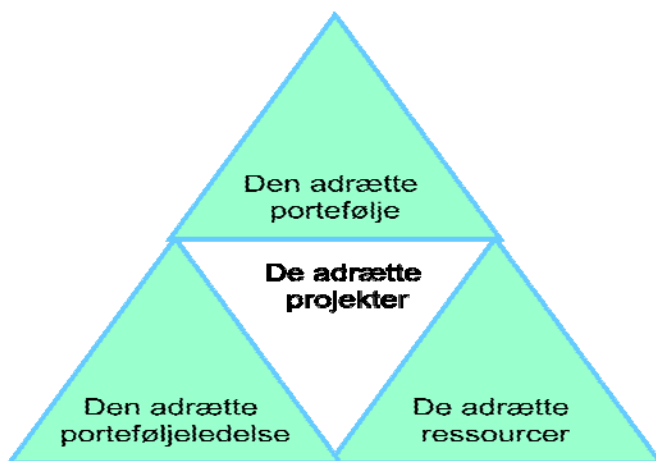 Den adrætte
portefølje
De adrætte
projekter
Den adrætte
porteføljeledelse
De adrætte
ressourcer